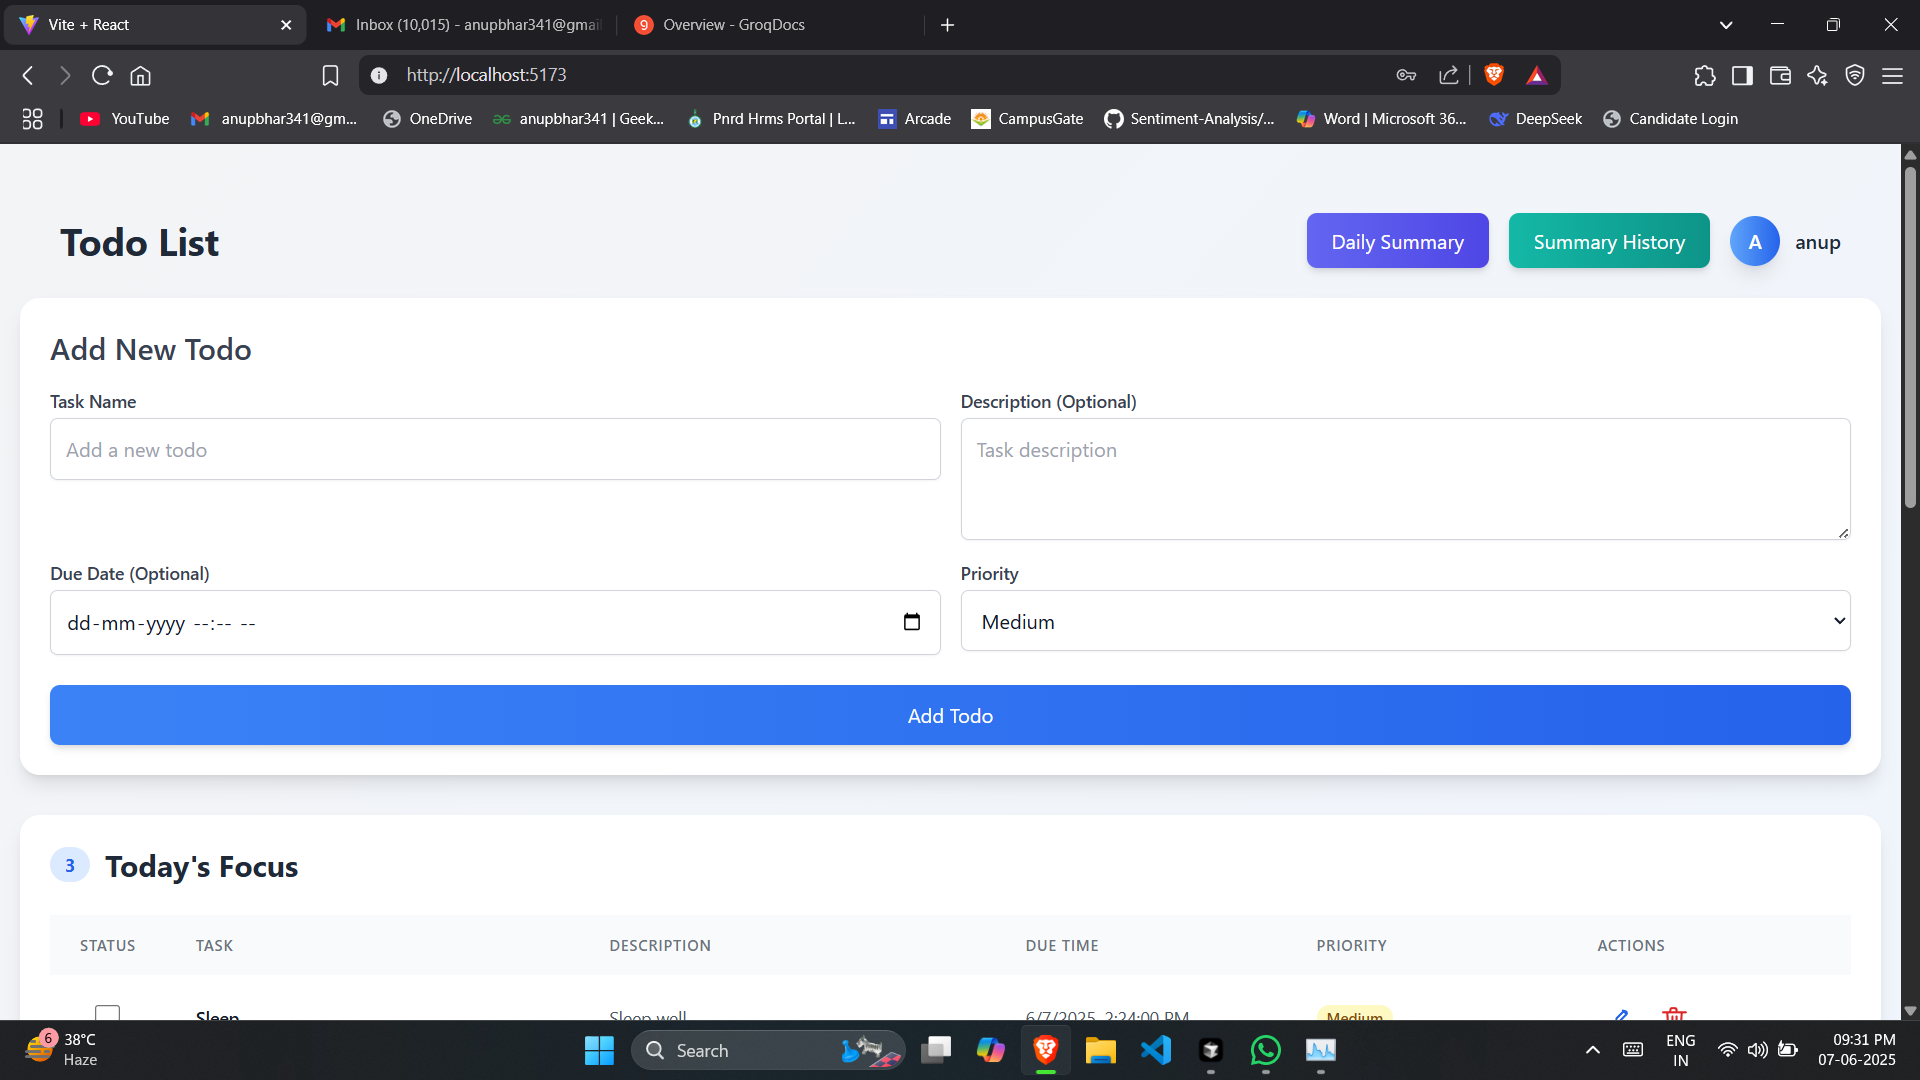 Vite + React
Inbox (10,015) - anupbhar341@gmai
9 Overview - GroqDocs
http://localhost:5173
YouTube
anupbhar341@gm...
OneDrive
anupbhar341 | Geek...
Pnrd Hrms Portal | L...
Arcade
CampusGate
Sentiment-Analysis/...
Word | Microsoft 36...
DeepSeek
Candidate Login
Todo List
Daily Summary
Summary History
A
anup
Add New Todo
Task Name
Description (Optional)
Add a new todo
Task description
Due Date (Optional)
Priority
dd-mm-yyyy --:-- --
Medium
Add Todo
3 Today's Focus
STATUS TASK DESCRIPTION DUE TIME PRIORITY ACTIONS
Sleep Sleep well 6/7/2025, 2:24:00 PM Medium
6
38°C
Haze
Search
ENG
IN
09:31 PM
07-06-2025